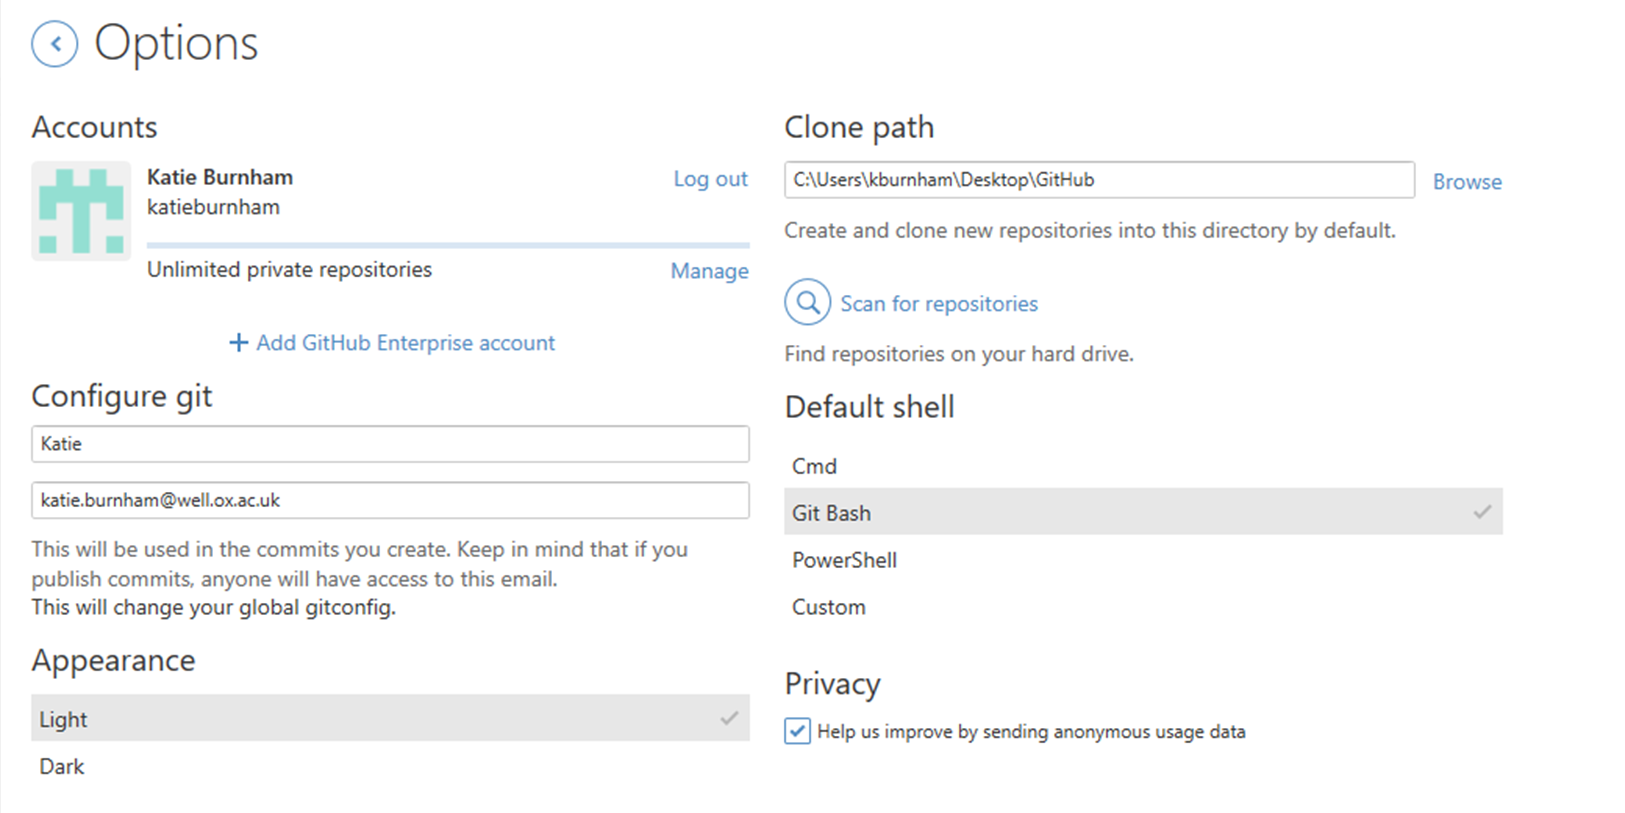 Options
Accounts
Katie Burnham
Log out
katieburnham
Unlimited private repositories
Manage
+ Add GitHub Enterprise account
Configure git
Katie
katie.burnham@well.ox.ac.uk
This will be used in the commits you create. Keep in mind that if you
publish commits, anyone will have access to this email.
This will change your global gitconfig.
Appearance
Light
Dark
Clone path
C:\Users\kburnham\Desktop\GitHub
Browse
Create and clone new repositories into this directory by default.
Scan for repositories
Find repositories on your hard drive.
Default shell
Cmd
Git Bash
PowerShell
Custom
Privacy
Help us improve by sending anonymous usage data